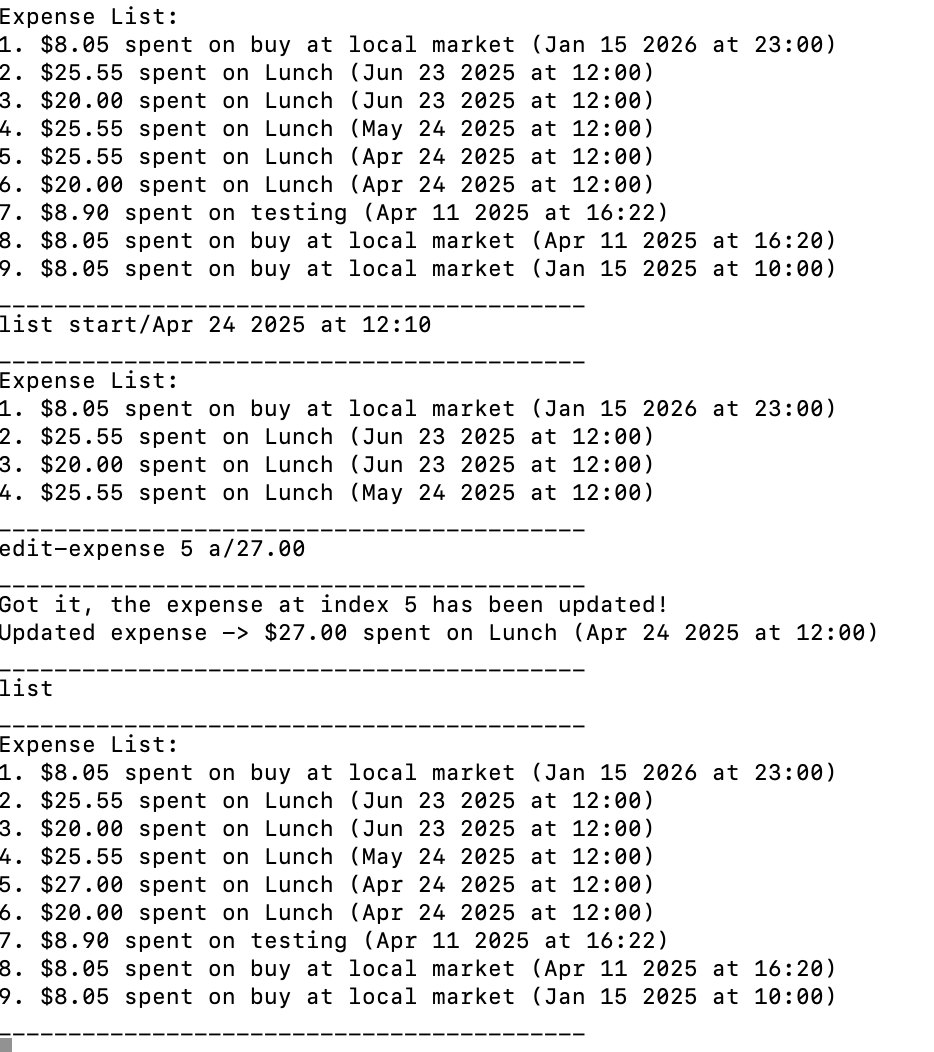 Expense List:
1. $8.05 spent on buy at local market (Jan 15 2026 at 23:00)
2. $25.55 spent on Lunch (Jun 23 2025 at 12:00)
3. $20.00 spent on Lunch (Jun 23 2025 at 12:00)
4. $25.55 spent on Lunch (May 24 2025 at 12:00)
5. $25.55 spent on Lunch (Apr 24 2025 at 12:00)
6. $20.00 spent on Lunch (Apr 24 2025 at 12:00)
7. $8.90 spent on testing (Apr 11 2025 at 16:22)
8. $8.05 spent on buy at local market (Apr 11 2025 at 16:20)
9. $8.05 spent on buy at local market (Jan 15 2025 at 10:00)
__________________________________________
list start/Apr 24 2025 at 12:10
__________________________________________
Expense List:
1. $8.05 spent on buy at local market (Jan 15 2026 at 23:00)
2. $25.55 spent on Lunch (Jun 23 2025 at 12:00)
3. $20.00 spent on Lunch (Jun 23 2025 at 12:00)
4. $25.55 spent on Lunch (May 24 2025 at 12:00)
__________________________________________
edit-expense 5 a/27.00
__________________________________________
Got it, the expense at index 5 has been updated!
Updated expense -> $27.00 spent on Lunch (Apr 24 2025 at 12:00)
__________________________________________
list
__________________________________________
Expense List:
1. $8.05 spent on buy at local market (Jan 15 2026 at 23:00)
2. $25.55 spent on Lunch (Jun 23 2025 at 12:00)
3. $20.00 spent on Lunch (Jun 23 2025 at 12:00)
4. $25.55 spent on Lunch (May 24 2025 at 12:00)
5. $27.00 spent on Lunch (Apr 24 2025 at 12:00)
6. $20.00 spent on Lunch (Apr 24 2025 at 12:00)
7. $8.90 spent on testing (Apr 11 2025 at 16:22)
8. $8.05 spent on buy at local market (Apr 11 2025 at 16:20)
9. $8.05 spent on buy at local market (Jan 15 2025 at 10:00)
__________________________________________